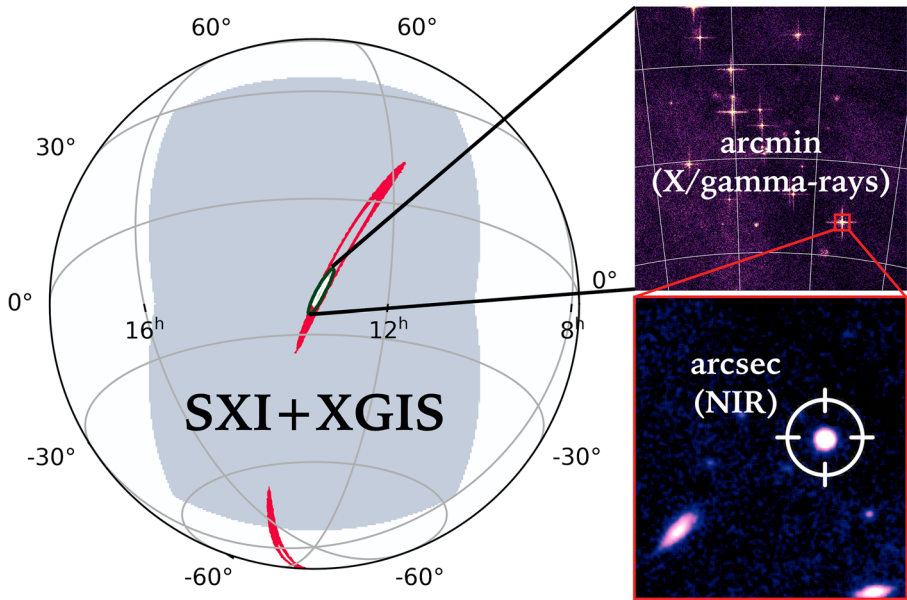 60° 60°
30°
0° 0°
16ʰ 12ʰ 8ʰ
-30° -30°
-60° -60°
SXI+XGIS
arcmin
(X/gamma-rays)
arcsec
(NIR)